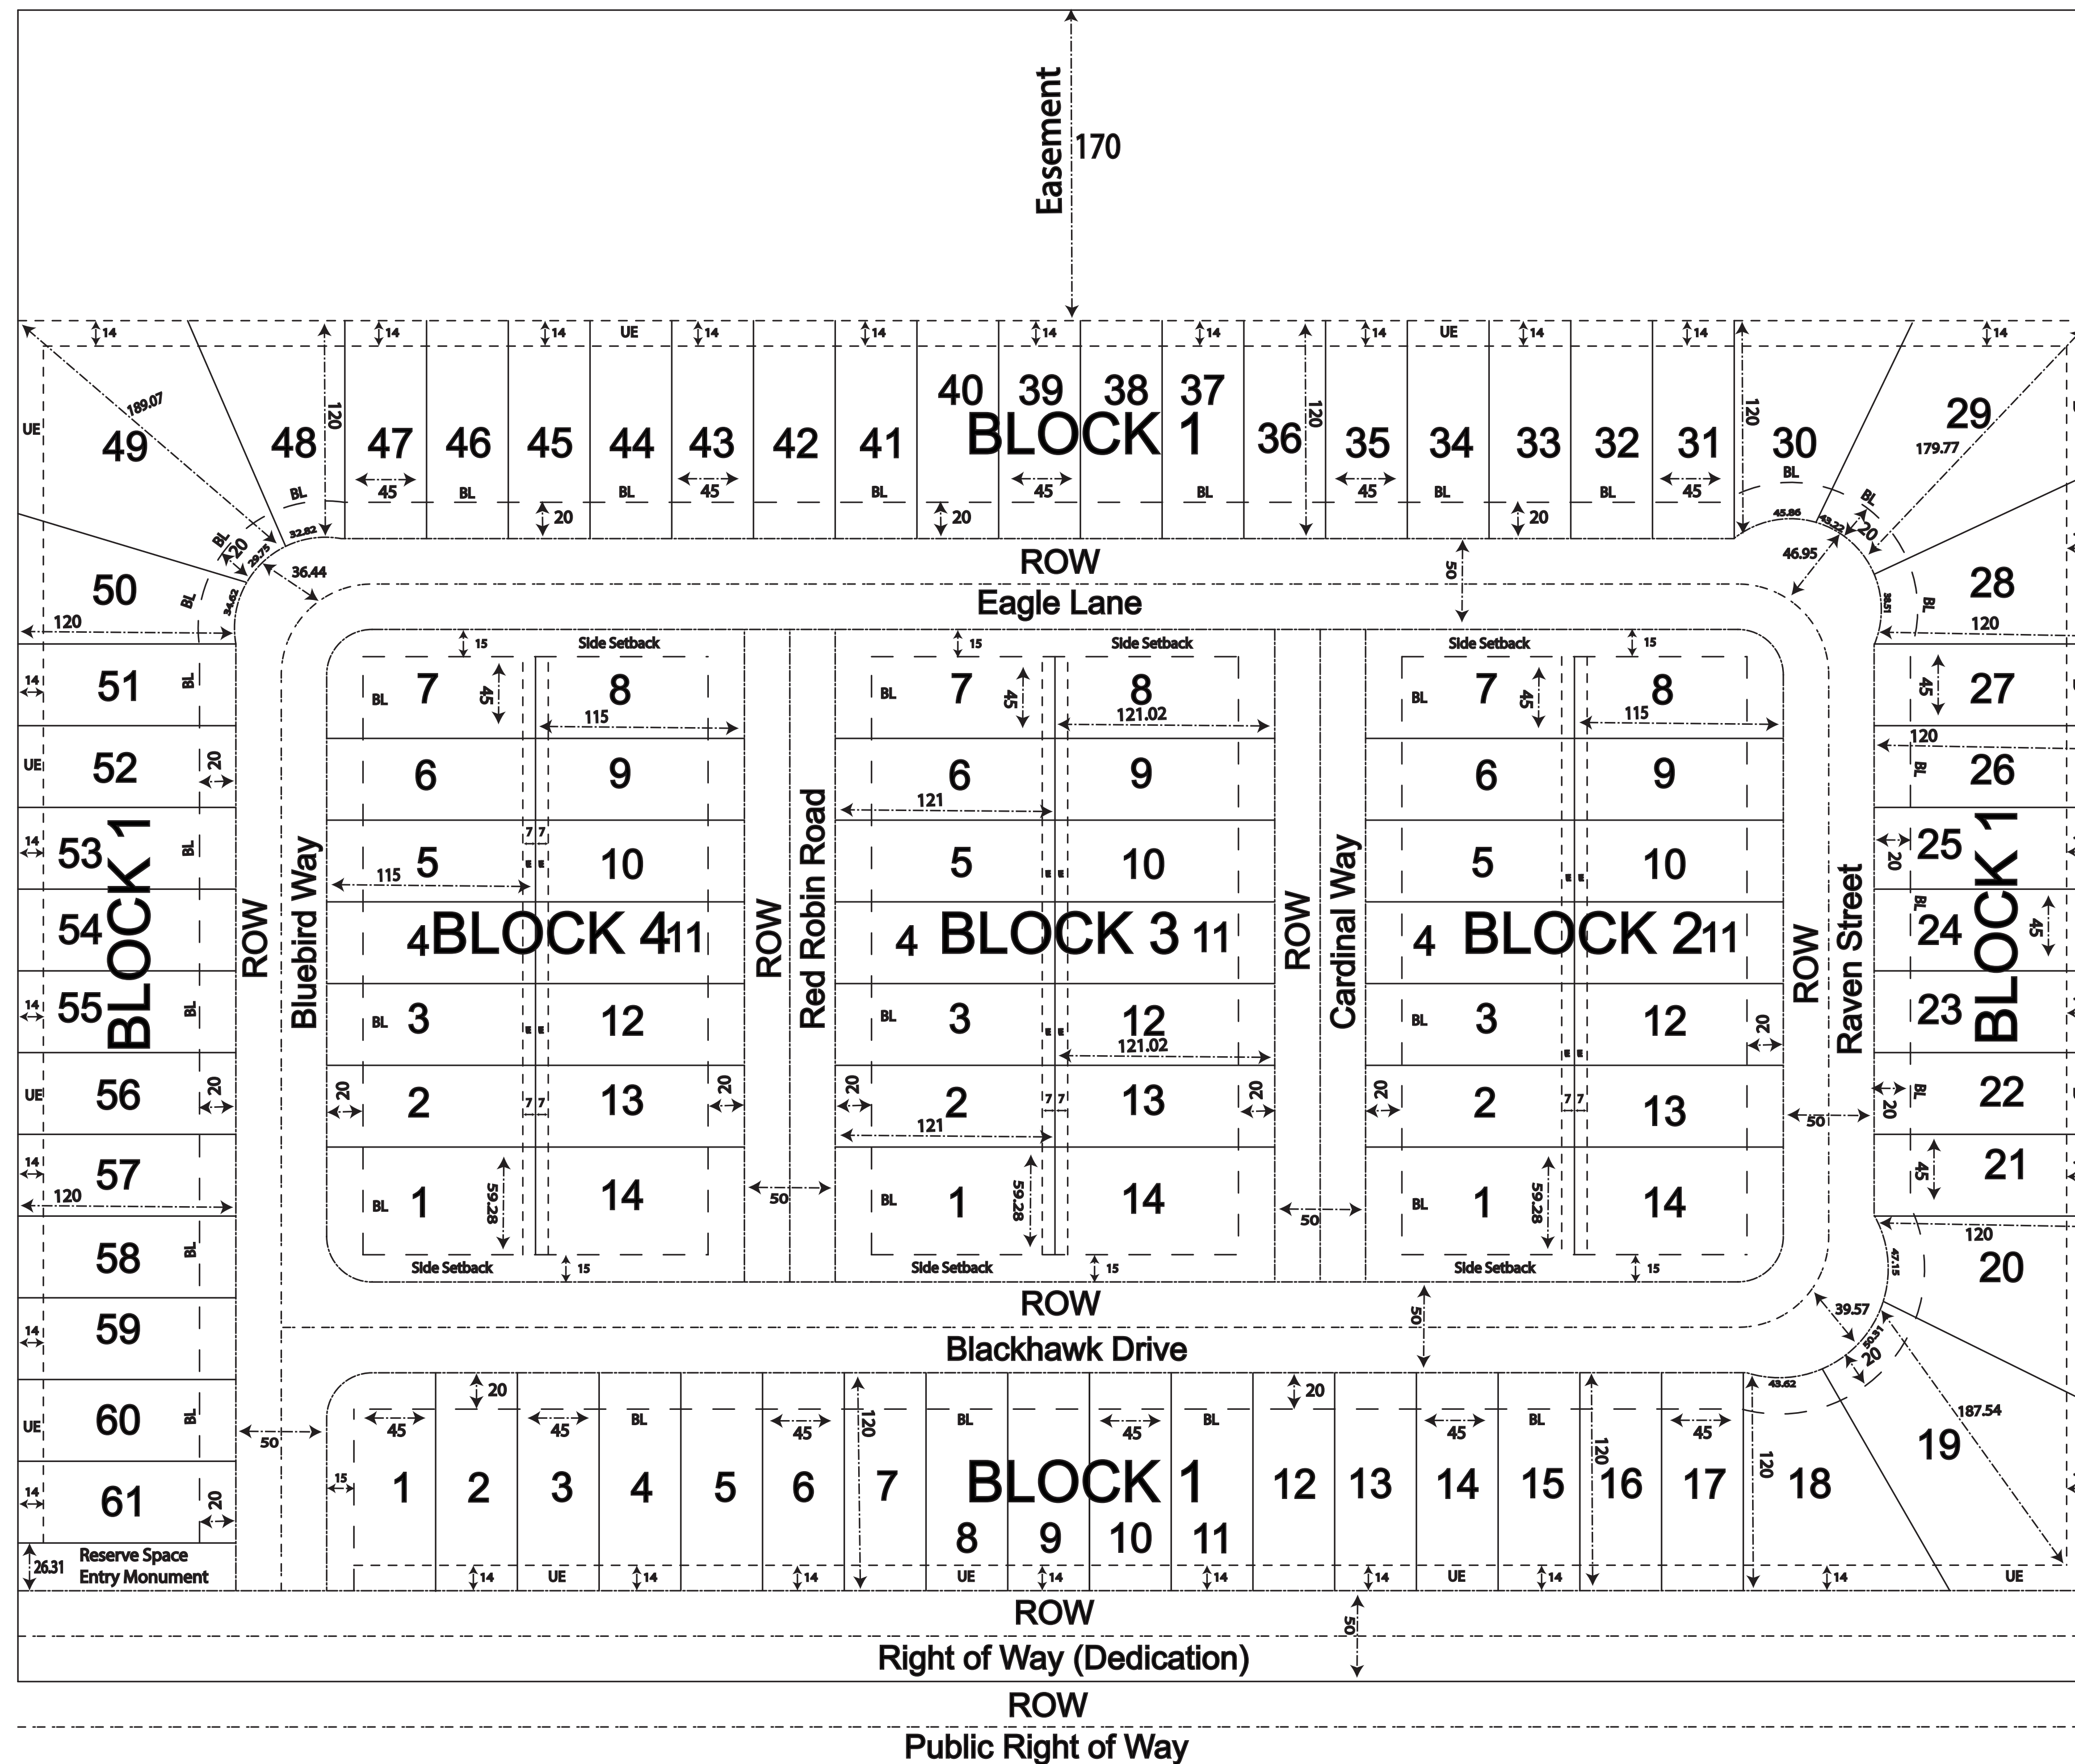 Easement
170
14
14
14
UE
14
14
14
14
14
UE
14
14
14
189.07
120
120
120
UE
49
48
47
46
45
44
43
42
41
40
39
38
37
36
35
34
33
32
31
30
29
BLOCK 1
179.77
45
45
45
45
45
BL
BL
BL
BL
BL
BL
BL
BL
BL
BL
20
20
20
20
20
32.82
29.75
34.62
36.44
45.86
43.22
46.95
38.51
ROW
50
Eagle Lane
50
120
BL
28
120
BL
15
Side Setback
15
Side Setback
Side Setback
15
14
51
BL
BL
7
45
8
115
BL
7
45
8
121.02
BL
7
45
8
115
45
27
UE
52
20
6
9
6
121
9
6
9
120
BL
26
14
53
BL
BLOCK 1
5
7 7
10
115
5
10
5
10
20
25
BLOCK 1
54
ROW
Bluebird Way
4
BLOCK 4
11
ROW
Red Robin Road
4
BLOCK 3
11
ROW
Cardinal Way
4
BLOCK 2
11
ROW
Raven Street
BL
24
45
14
55
BL
BL
3
12
BL
3
12
121.02
BL
3
12
20
23
UE
56
20
20
2
7 7
13
20
20
2
7 7
13
121
20
20
2
7 7
13
50
20
BL
22
14
57
120
BL
1
59.28
14
50
BL
1
59.28
14
50
BL
1
59.28
14
45
21
58
BL
Side Setback
15
Side Setback
15
Side Setback
15
120
20
47.15
14
59
ROW
50
39.57
50.31
20
Blackhawk Drive
43.62
UE
60
BL
50
20
20
45
45
BL
45
120
BL
45
BL
45
BL
120
45
120
187.54
19
14
61
20
15
1
2
3
4
5
6
7
BLOCK 1
8
9
10
11
12
13
14
15
16
17
18
26.31
Reserve Space
Entry Monument
14
UE
14
14
UE
14
14
14
UE
14
14
UE
ROW
50
Right of Way (Dedication)
ROW
Public Right of Way